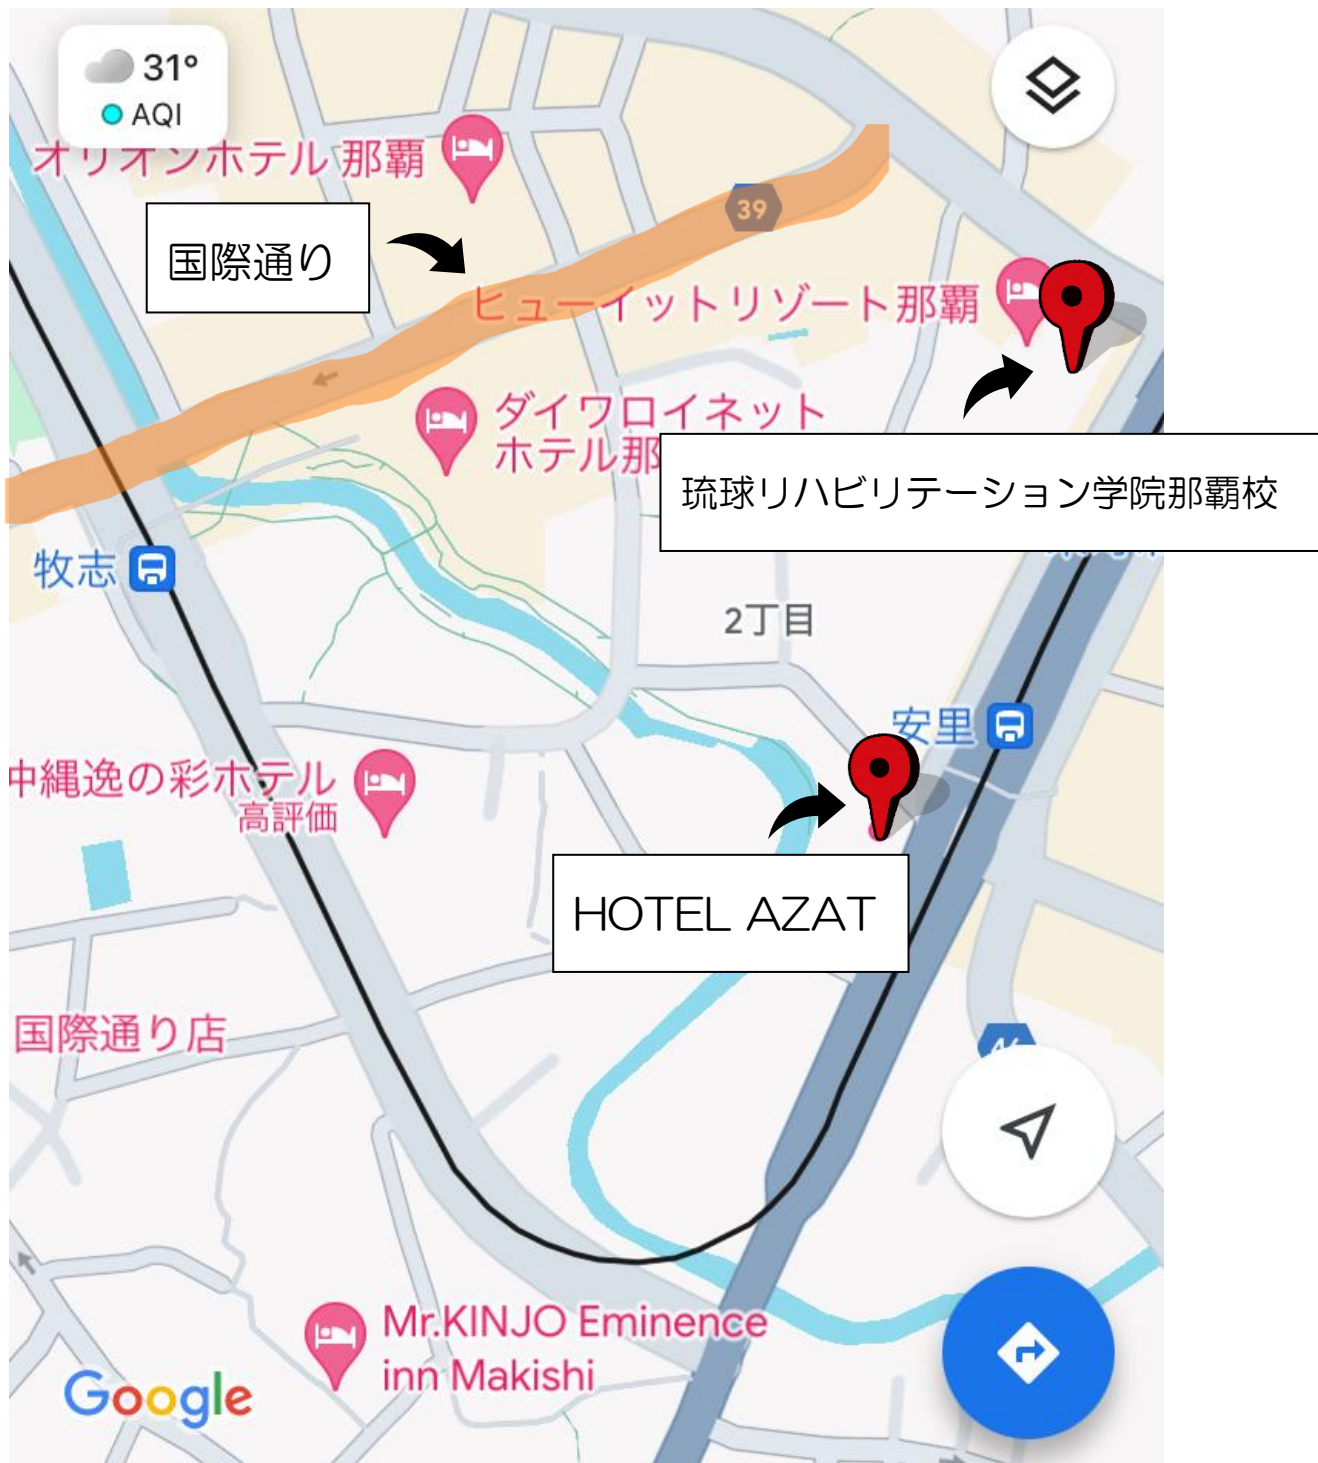 31°
AQI
オリオンホテル 那覇
39
国際通り
ヒューイットリゾート那覇
ダイワロイネット
ホテル那
琉球リハビリテーション学院那覇校
牧志
2丁目
安里
沖縄逸の彩ホテル
高評価
HOTEL AZAT
国際通り店
46
Mr.KINJO Eminence
inn Makishi
Google